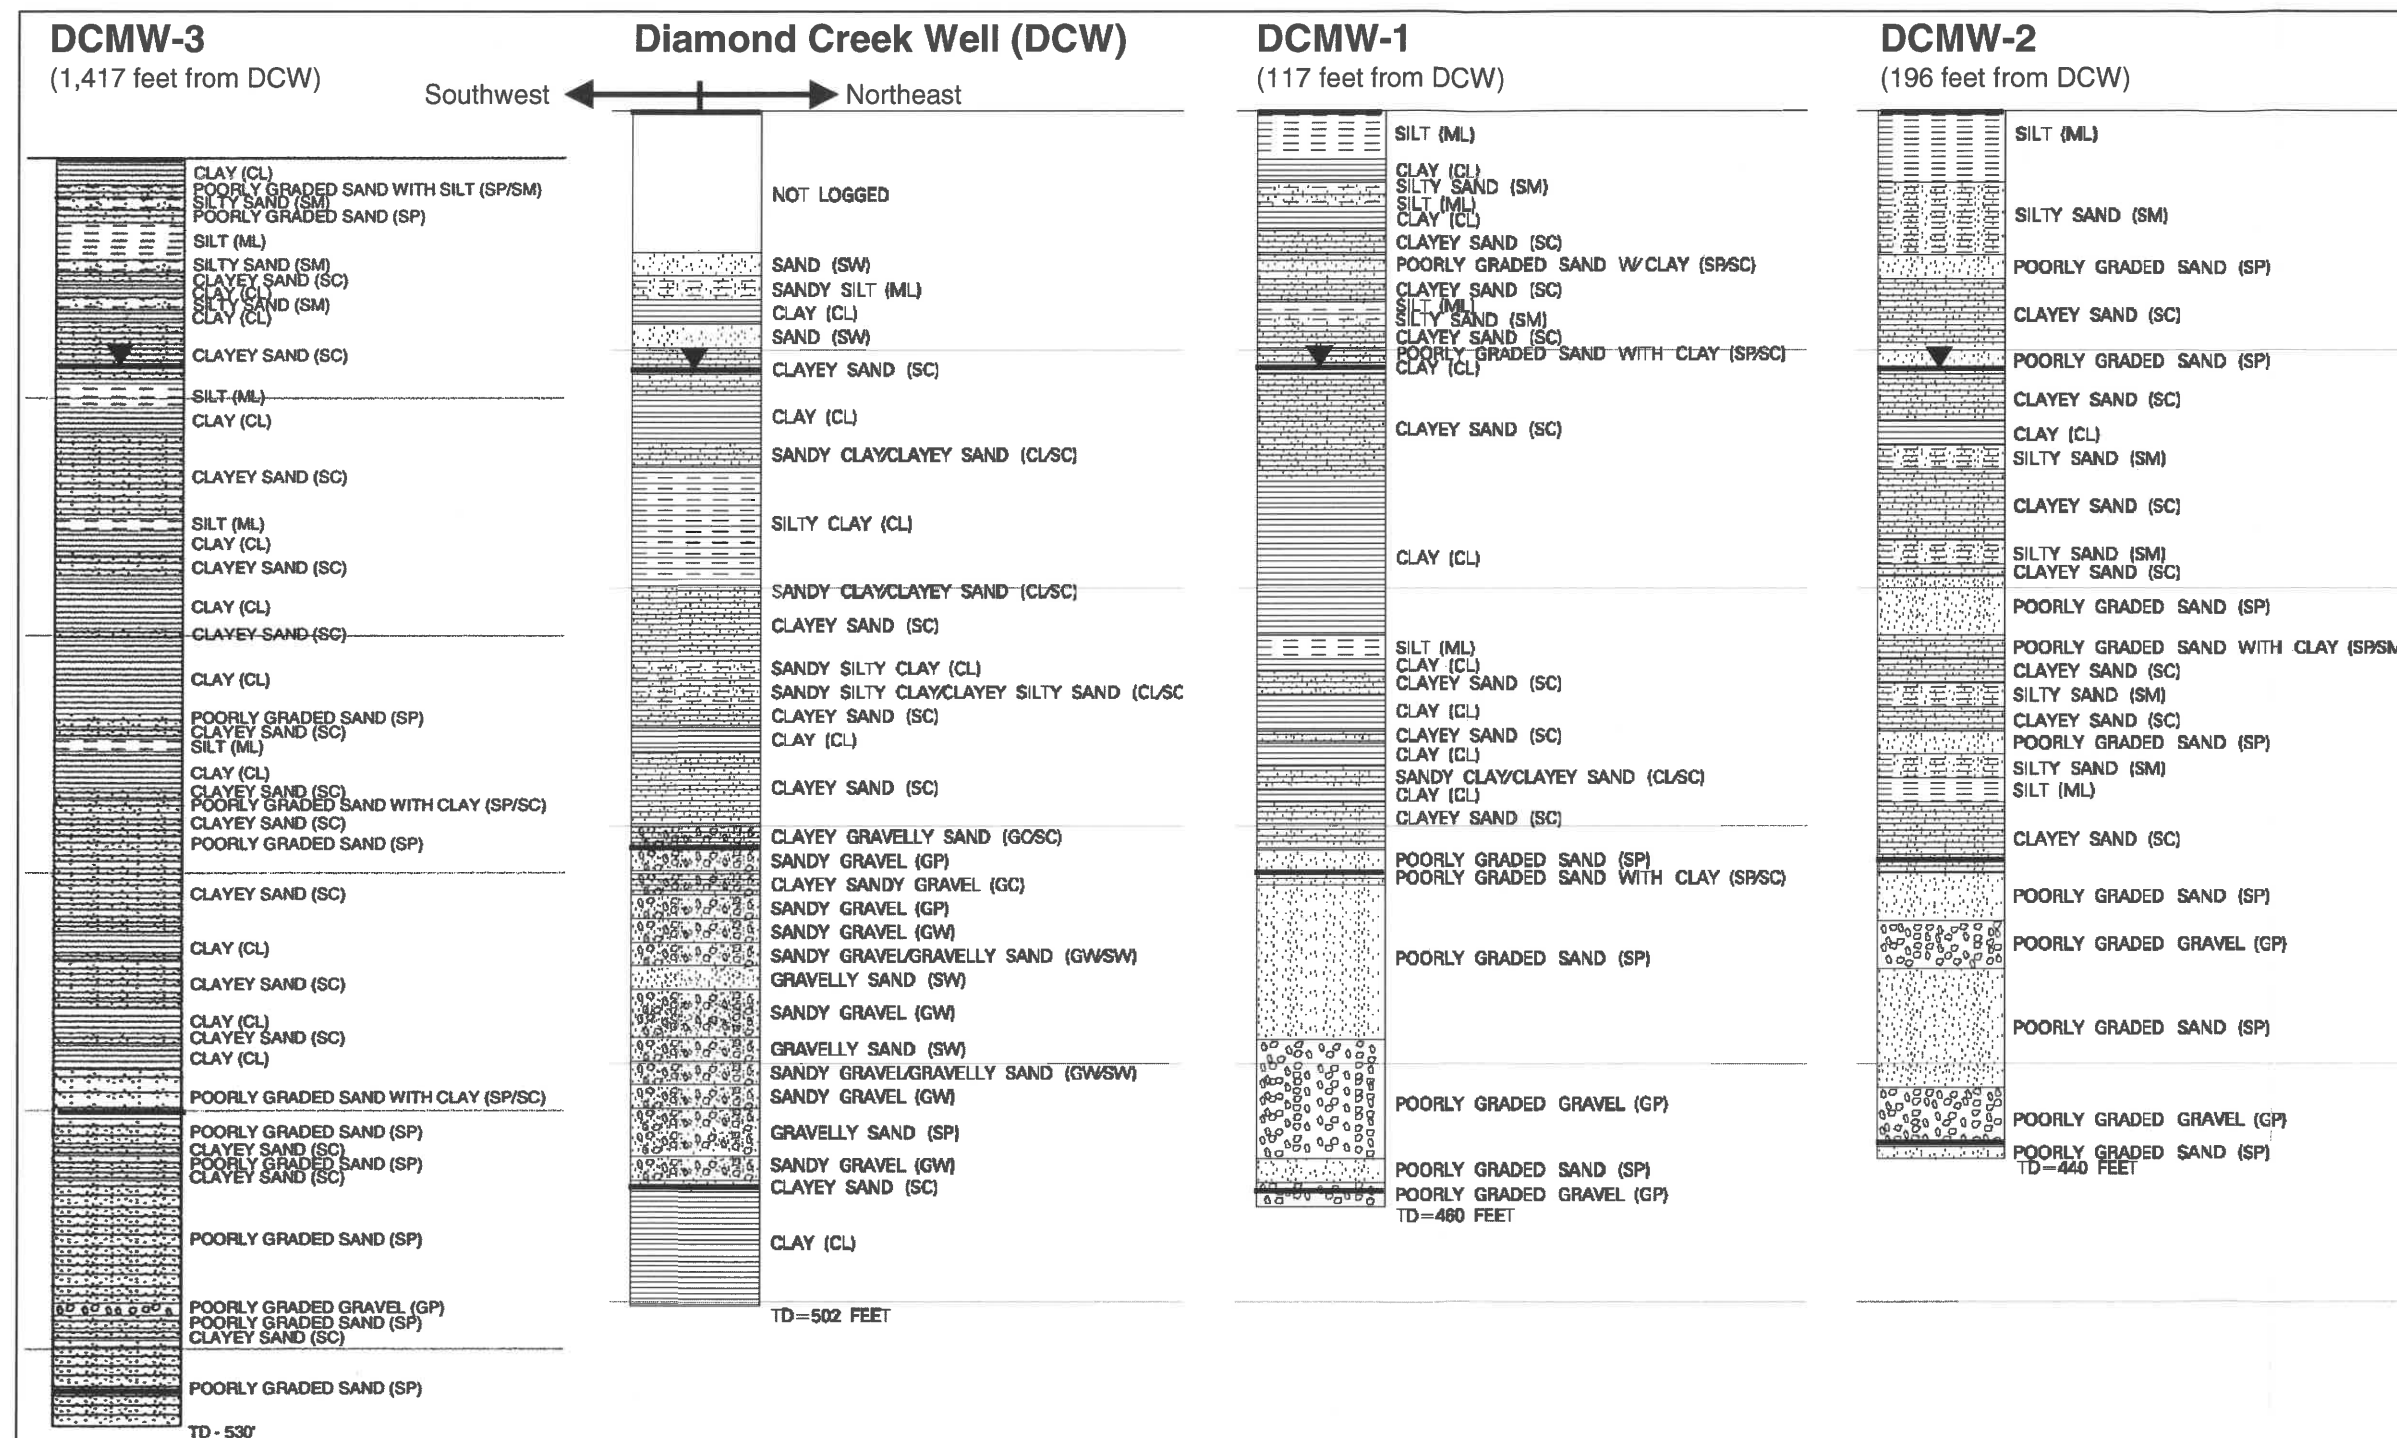 DCMW-3
(1,417 feet from DCW)
CLAY (CL)
POORLY GRADED SAND WITH SILT (SP/SM)
SILTY SAND (SM)
POORLY GRADED SAND (SP)
SILT (ML)
SILTY SAND (SM)
CLAYEY SAND (SC)
CLAY (CL)
SILTY SAND (SM)
CLAY (CL)
CLAYEY SAND (SC)
SILT (ML)
CLAY (CL)
CLAYEY SAND (SC)
SILT (ML)
CLAY (CL)
CLAYEY SAND (SC)
CLAY (CL)
CLAYEY SAND (SC)
CLAY (CL)
POORLY GRADED SAND (SP)
CLAYEY SAND (SC)
SILT (ML)
CLAY (CL)
CLAYEY SAND (SC)
POORLY GRADED SAND WITH CLAY (SP/SC)
CLAYEY SAND (SC)
POORLY GRADED SAND (SP)
CLAYEY SAND (SC)
CLAY (CL)
CLAYEY SAND (SC)
CLAY (CL)
CLAYEY SAND (SC)
CLAY (CL)
POORLY GRADED SAND WITH CLAY (SP/SC)
POORLY GRADED SAND (SP)
CLAYEY SAND (SC)
POORLY GRADED SAND (SP)
CLAYEY SAND (SC)
POORLY GRADED SAND (SP)
POORLY GRADED GRAVEL (GP)
POORLY GRADED SAND (SP)
CLAYEY SAND (SC)
POORLY GRADED SAND (SP)
TD - 530'
Diamond Creek Well (DCW)
Southwest
Northeast
NOT LOGGED
SAND (SW)
SANDY SILT (ML)
CLAY (CL)
SAND (SW)
CLAYEY SAND (SC)
CLAY (CL)
SANDY CLAY/CLAYEY SAND (CL/SC)
SILTY CLAY (CL)
SANDY CLAY/CLAYEY SAND (CL/SC)
CLAYEY SAND (SC)
SANDY SILTY CLAY (CL)
SANDY SILTY CLAY/CLAYEY SILTY SAND (CL/SC
CLAYEY SAND (SC)
CLAY (CL)
CLAYEY SAND (SC)
CLAYEY GRAVELLY SAND (GC/SC)
SANDY GRAVEL (GP)
CLAYEY SANDY GRAVEL (GC)
SANDY GRAVEL (GP)
SANDY GRAVEL (GW)
SANDY GRAVEL/GRAVELLY SAND (GW/SW)
GRAVELLY SAND (SW)
SANDY GRAVEL (GW)
GRAVELLY SAND (SW)
SANDY GRAVEL/GRAVELLY SAND (GW/SW)
SANDY GRAVEL (GW)
GRAVELLY SAND (SP)
SANDY GRAVEL (GW)
CLAYEY SAND (SC)
CLAY (CL)
TD=502 FEET
DCMW-1
(117 feet from DCW)
SILT (ML)
CLAY (CL)
SILTY SAND (SM)
SILT (ML)
CLAY (CL)
CLAYEY SAND (SC)
POORLY GRADED SAND W/CLAY (SP/SC)
CLAYEY SAND (SC)
SILT (ML)
SILTY SAND (SM)
CLAYEY SAND (SC)
POORLY GRADED SAND WITH CLAY (SP/SC)
CLAY (CL)
CLAYEY SAND (SC)
CLAY (CL)
SILT (ML)
CLAY (CL)
CLAYEY SAND (SC)
CLAY (CL)
CLAYEY SAND (SC)
CLAY (CL)
SANDY CLAY/CLAYEY SAND (CL/SC)
CLAY (CL)
CLAYEY SAND (SC)
POORLY GRADED SAND (SP)
POORLY GRADED SAND WITH CLAY (SP/SC)
POORLY GRADED SAND (SP)
POORLY GRADED GRAVEL (GP)
POORLY GRADED SAND (SP)
POORLY GRADED GRAVEL (GP)
TD=460 FEET
DCMW-2
(196 feet from DCW)
SILT (ML)
SILTY SAND (SM)
POORLY GRADED SAND (SP)
CLAYEY SAND (SC)
POORLY GRADED SAND (SP)
CLAYEY SAND (SC)
CLAY (CL)
SILTY SAND (SM)
CLAYEY SAND (SC)
SILTY SAND (SM)
CLAYEY SAND (SC)
POORLY GRADED SAND (SP)
POORLY GRADED SAND WITH CLAY (SP/SM
CLAYEY SAND (SC)
SILTY SAND (SM)
CLAYEY SAND (SC)
POORLY GRADED SAND (SP)
SILTY SAND (SM)
SILT (ML)
CLAYEY SAND (SC)
POORLY GRADED SAND (SP)
POORLY GRADED GRAVEL (GP)
POORLY GRADED SAND (SP)
POORLY GRADED GRAVEL (GP)
POORLY GRADED SAND (SP)
TD=440 FEET